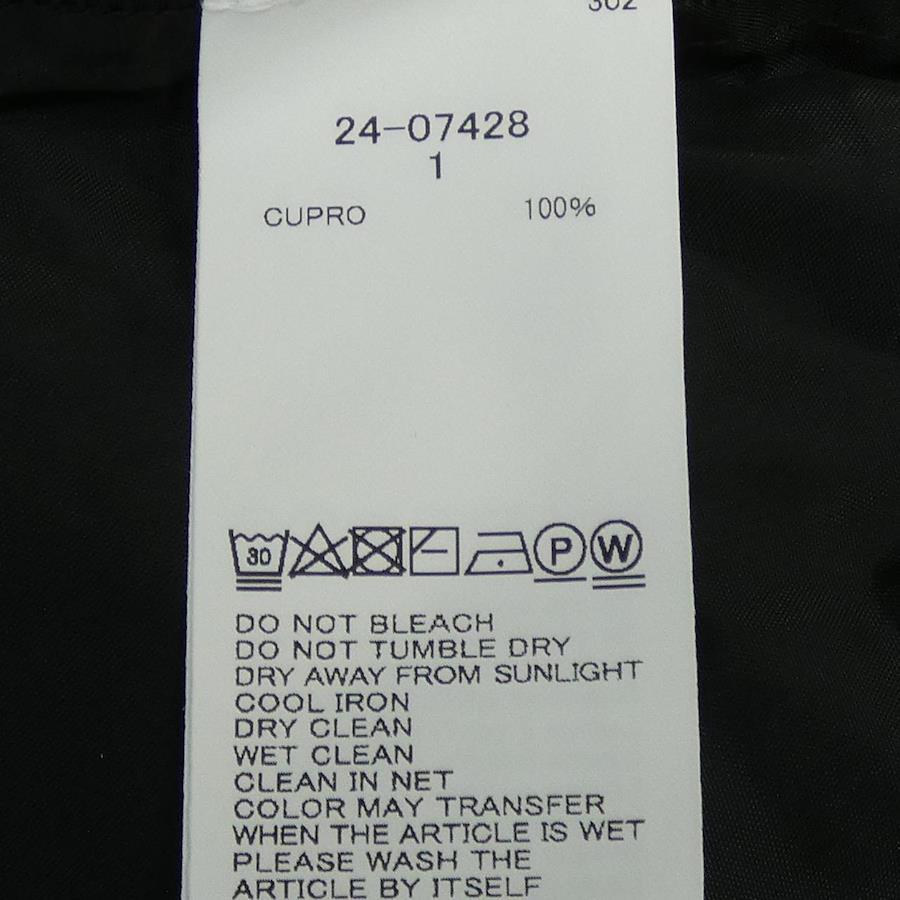 302
24-07428
1
CUPRO 100%
30 P W
DO NOT BLEACH
DO NOT TUMBLE DRY
DRY AWAY FROM SUNLIGHT
COOL IRON
DRY CLEAN
WET CLEAN
CLEAN IN NET
COLOR MAY TRANSFER
WHEN THE ARTICLE IS WET
PLEASE WASH THE
ARTICLE BY ITSELF